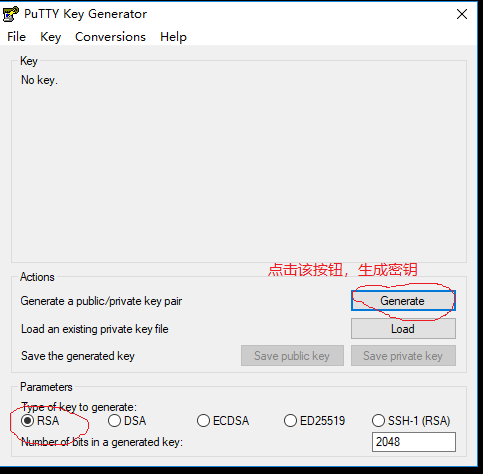 PuTTY Key Generator
File Key Conversions Help
Key
No key.
点击该按钮，生成密钥
Actions
Generate a public/private key pair
Generate
Load an existing private key file
Load
Save the generated key
Save public key
Save private key
Parameters
Type of key to generate:
RSA
DSA
ECDSA
ED25519
SSH-1 (RSA)
Number of bits in a generated key:
2048